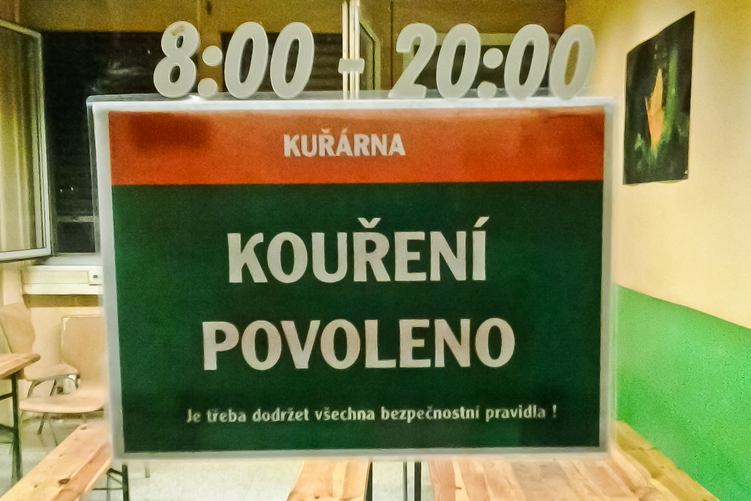 8:00 - 20:00
KUŘÁRNA
KOUŘENÍ
POVOLENO
Je třeba dodržet všechna bezpečnostní pravidla !